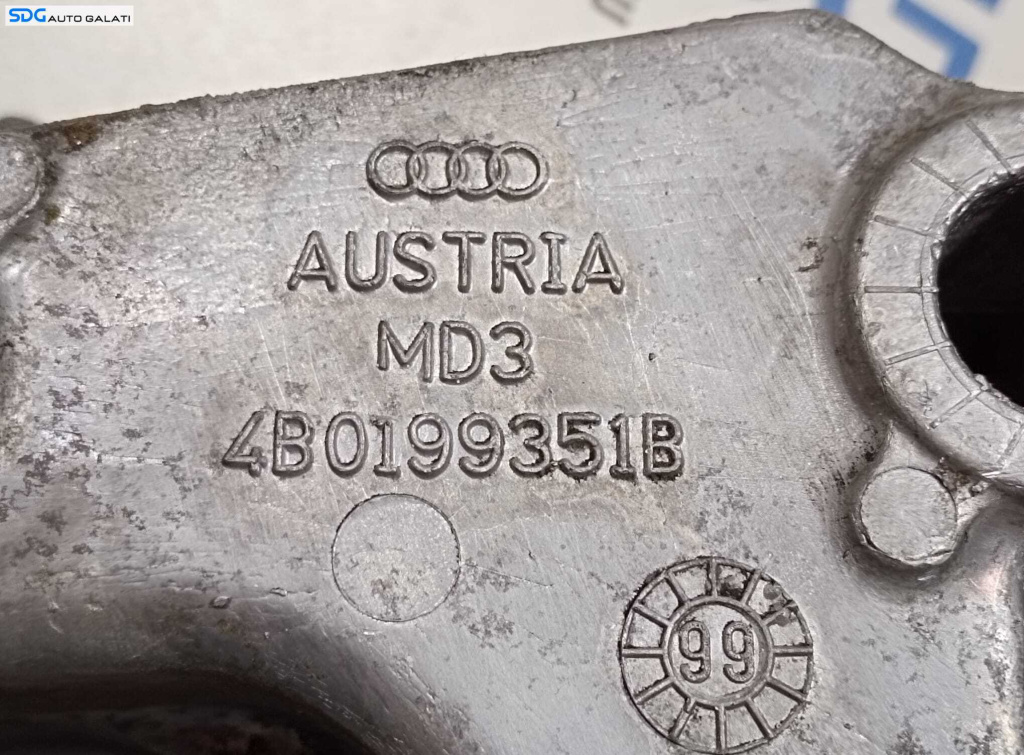 SDG AUTO GALATI
AUSTRIA
MD3
4B0199351B
99